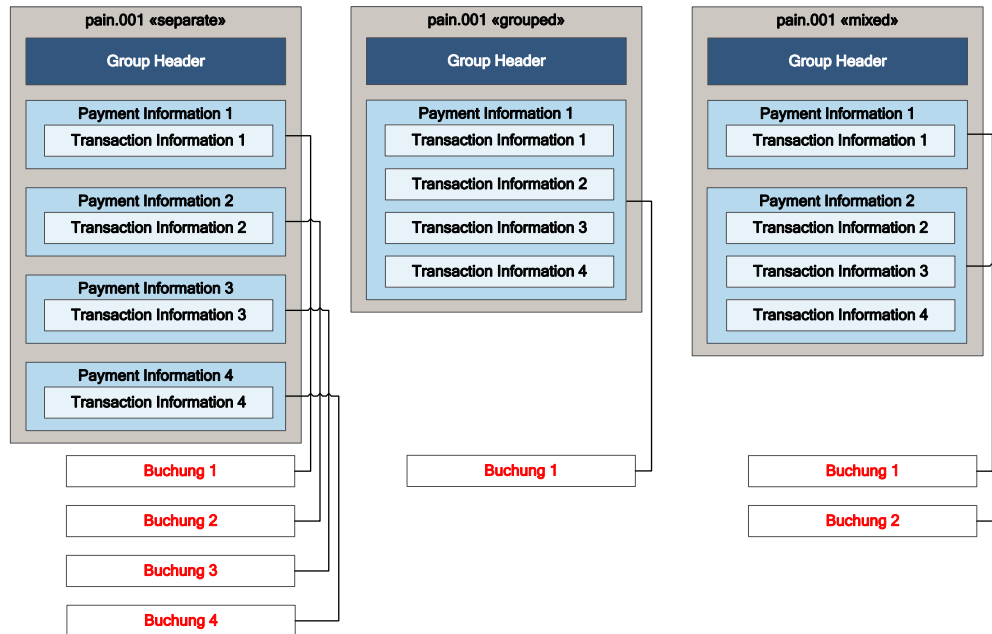 pain.001 «separate»
Group Header
Payment Information 1
Transaction Information 1
Payment Information 2
Transaction Information 2
Payment Information 3
Transaction Information 3
Payment Information 4
Transaction Information 4
Buchung 1
Buchung 2
Buchung 3
Buchung 4
pain.001 «grouped»
Group Header
Payment Information 1
Transaction Information 1
Transaction Information 2
Transaction Information 3
Transaction Information 4
Buchung 1
pain.001 «mixed»
Group Header
Payment Information 1
Transaction Information 1
Payment Information 2
Transaction Information 2
Transaction Information 3
Transaction Information 4
Buchung 1
Buchung 2